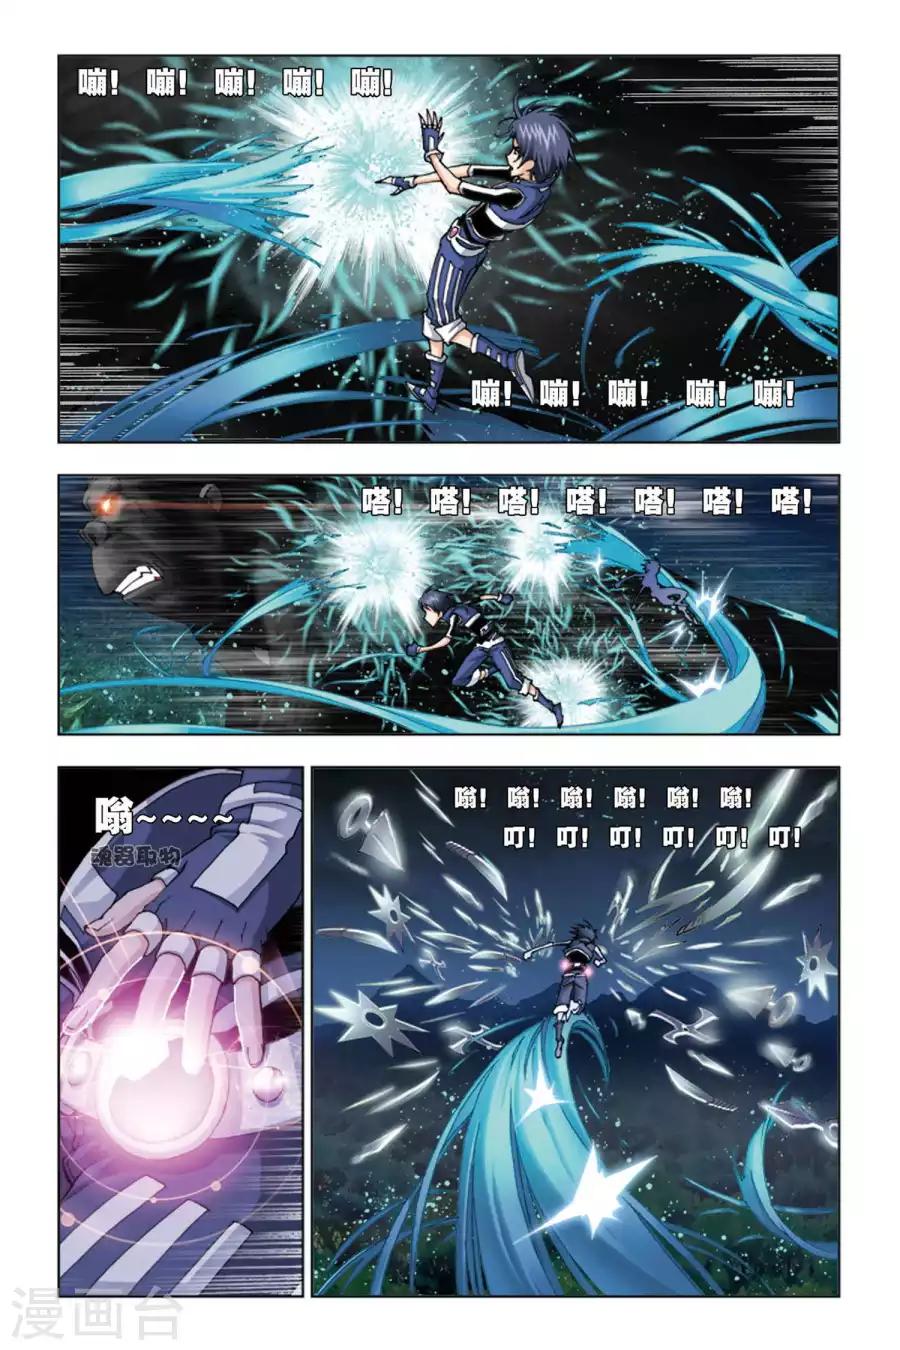 嘣！ 嘣！ 嘣！ 嘣！ 嘣！
嘣！ 嘣！ 嘣！ 嘣！ 嘣！
嗒！ 嗒！ 嗒！ 嗒！ 嗒！ 嗒！ 嗒！
嗡~~~~
魂器取物
嗡！ 嗡！ 嗡！ 嗡！ 嗡！ 嗡！
叮！ 叮！ 叮！ 叮！ 叮！ 叮！
漫画台